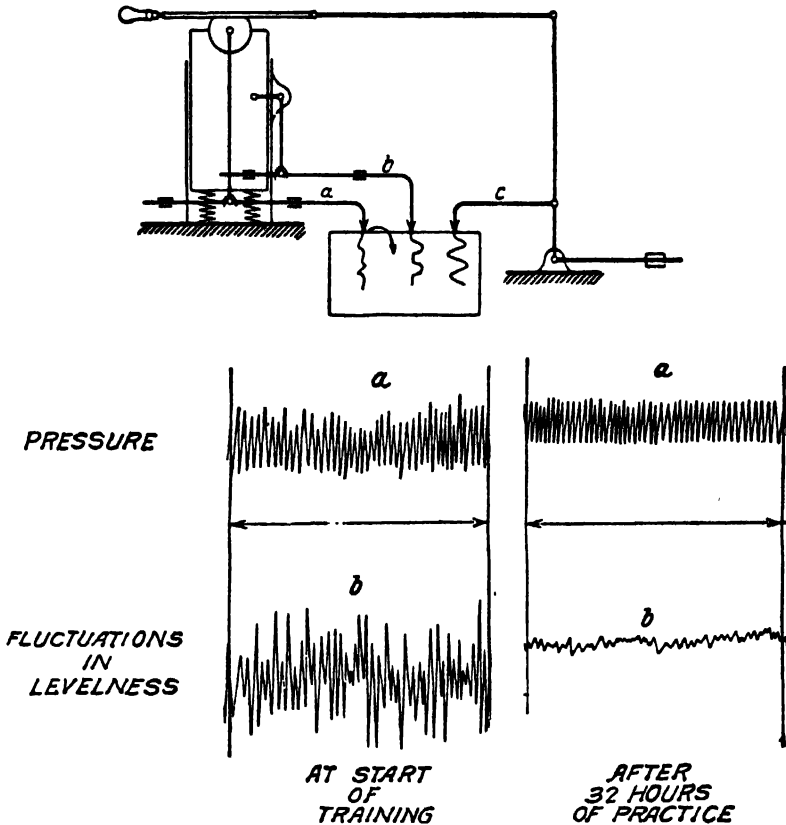 b
a
c
a
a
PRESSURE
b
b
FLUCTUATIONS
IN
LEVELNESS
AT START
OF
TRAINING
AFTER
32 HOURS
OF PRACTICE